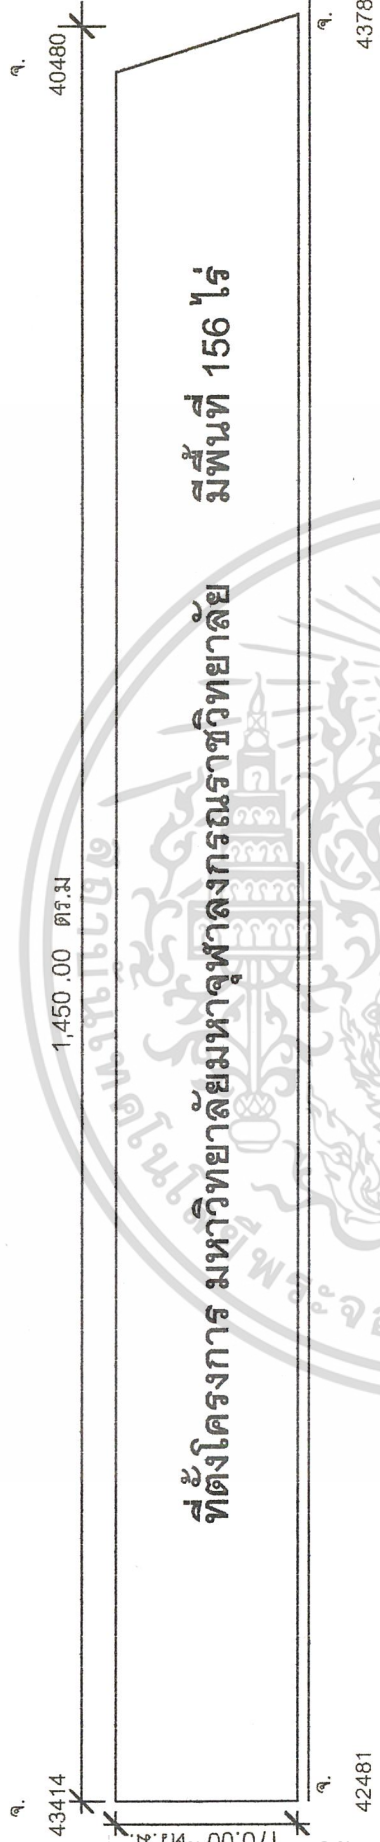 จ.
43414
จ.
40480
1,450.00 ตร.ม
ที่ตั้งโครงการ มหาวิทยาลัยมหาจุฬาลงกรณราชวิทยาลัย มีพื้นที่ 156 ไร่
170.00 ตร.ม.
จ.
42481
จ.
4378